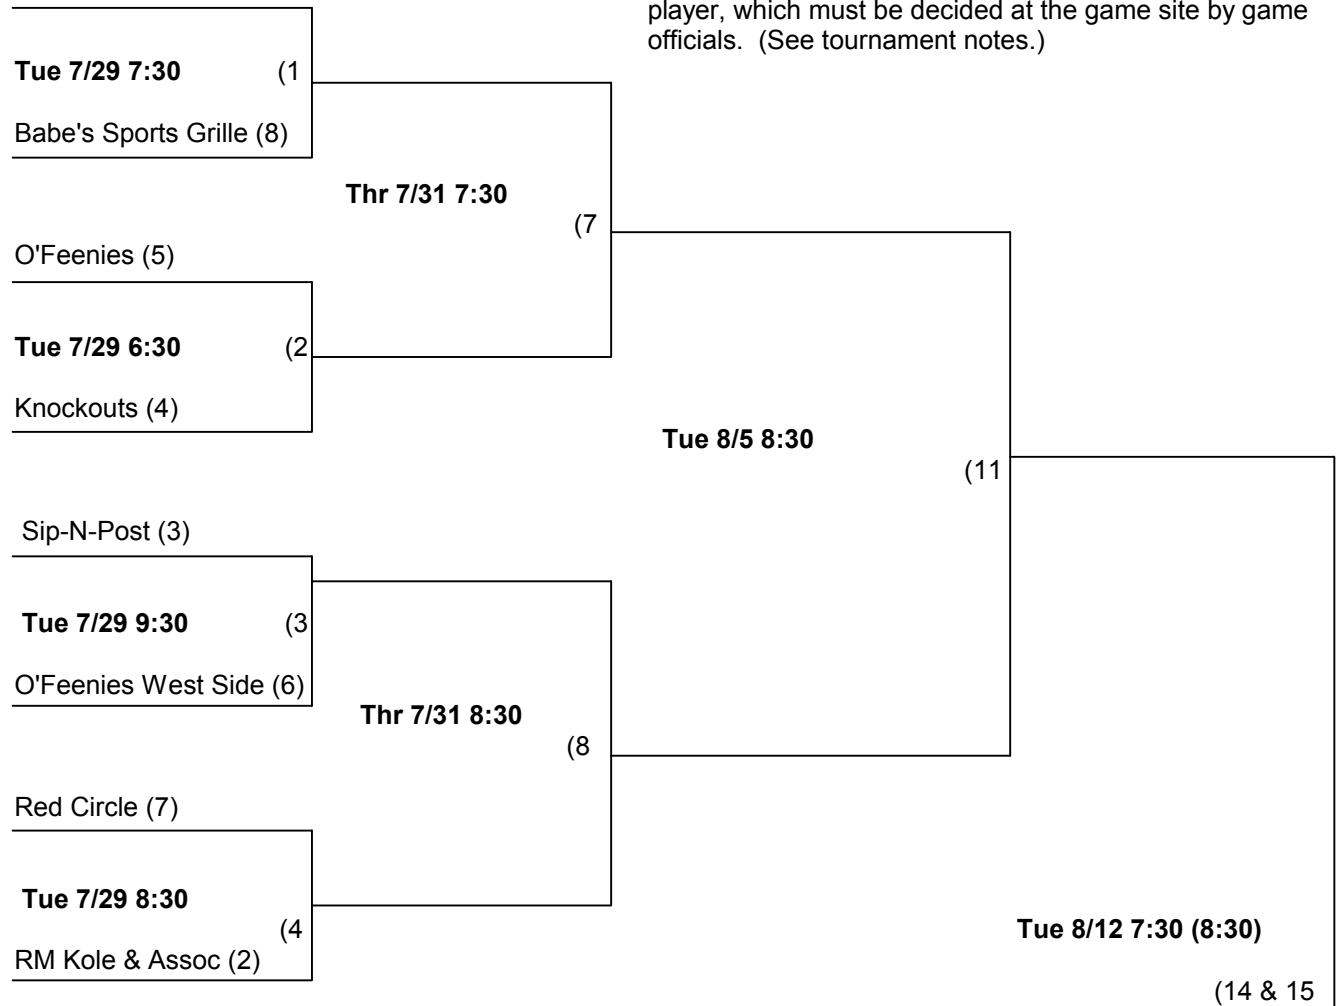 player, which must be decided at the game site by game
officials.  (See tournament notes.)
Tue 7/29 7:30 (1
Babe's Sports Grille (8)
Thr 7/31 7:30
(7
O'Feenies (5)
Tue 7/29 6:30 (2
Knockouts (4)
Tue 8/5 8:30
(11
Sip-N-Post (3)
Tue 7/29 9:30 (3
O'Feenies West Side (6)
Thr 7/31 8:30
(8
Red Circle (7)
Tue 7/29 8:30
(4
RM Kole & Assoc (2)
Tue 8/12 7:30 (8:30)
(14 & 15